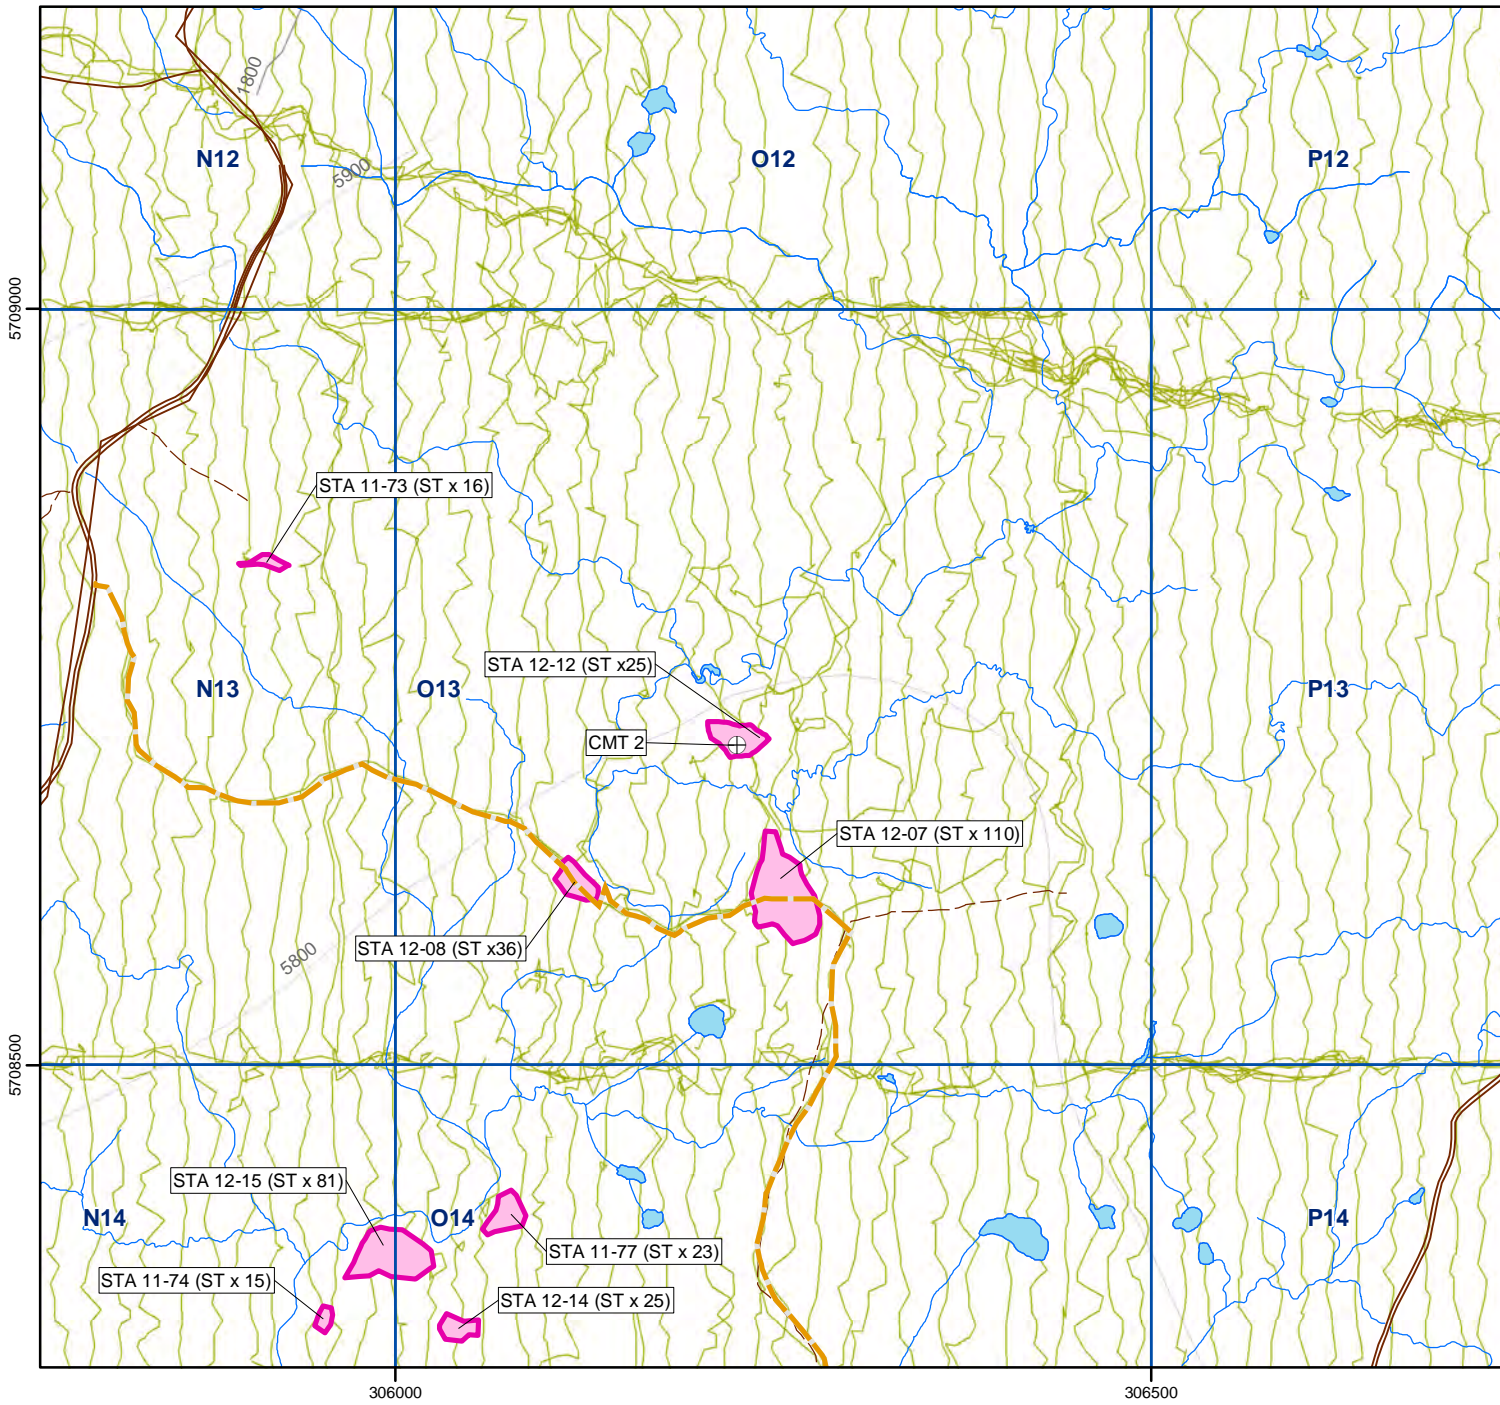 1800
N12
5900
O12
P12
5709000
STA 11-73 (ST x 16)
STA 12-12 (ST x25)
N13
O13
P13
CMT 2
STA 12-07 (ST x 110)
STA 12-08 (ST x36)
5800
5708500
STA 12-15 (ST x 81)
N14
O14
P14
STA 11-77 (ST x 23)
STA 11-74 (ST x 15)
STA 12-14 (ST x 25)
306000
306500